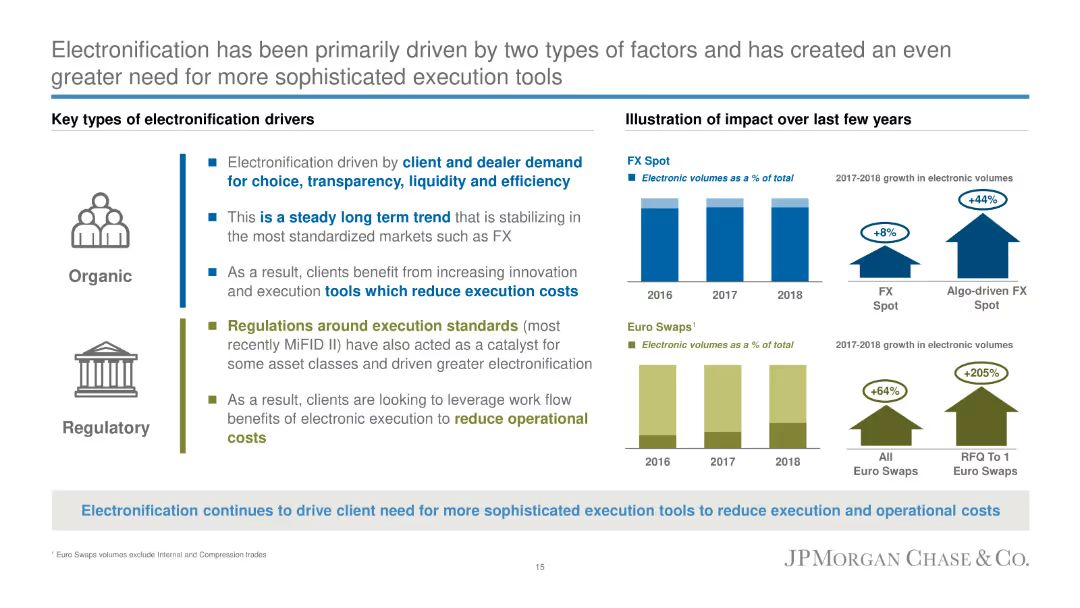 Electronification has been primarily driven by two types of factors and has created an even
greater need for more sophisticated execution tools
Key types of electronification drivers
Organic
■ Electronification driven by client and dealer demand
for choice, transparency, liquidity and efficiency
■ This is a steady long term trend that is stabilizing in
the most standardized markets such as FX
■ As a result, clients benefit from increasing innovation
and execution tools which reduce execution costs
Regulatory
■ Regulations around execution standards (most
recently MiFID II) have also acted as a catalyst for
some asset classes and driven greater electronification
■ As a result, clients are looking to leverage work flow
benefits of electronic execution to reduce operational
costs
Illustration of impact over last few years
FX Spot
■ Electronic volumes as a % of total
2016 2017 2018
2017-2018 growth in electronic volumes
+8%
+44%
FX
Spot
Algo-driven FX
Spot
Euro Swaps¹
■ Electronic volumes as a % of total
2016 2017 2018
2017-2018 growth in electronic volumes
+64%
+205%
All
Euro Swaps
RFQ To 1
Euro Swaps
Electronification continues to drive client need for more sophisticated execution tools to reduce execution and operational costs
¹ Euro Swaps volumes exclude Internal and Compression trades
15
JPMORGAN CHASE & CO.